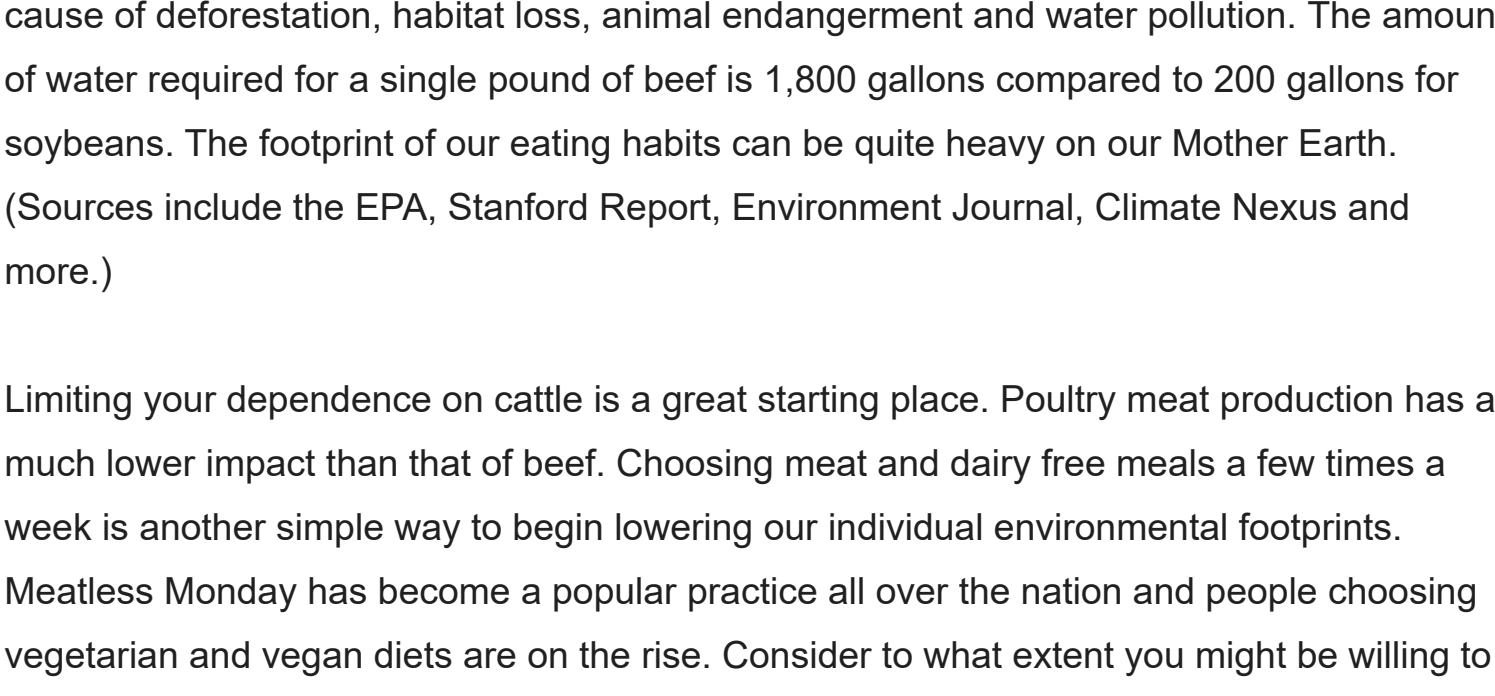 cause of deforestation, habitat loss, animal endangerment and water pollution. The amoun
of water required for a single pound of beef is 1,800 gallons compared to 200 gallons for
soybeans. The footprint of our eating habits can be quite heavy on our Mother Earth.
(Sources include the EPA, Stanford Report, Environment Journal, Climate Nexus and
more.)
Limiting your dependence on cattle is a great starting place. Poultry meat production has a
much lower impact than that of beef. Choosing meat and dairy free meals a few times a
week is another simple way to begin lowering our individual environmental footprints.
Meatless Monday has become a popular practice all over the nation and people choosing
vegetarian and vegan diets are on the rise. Consider to what extent you might be willing to